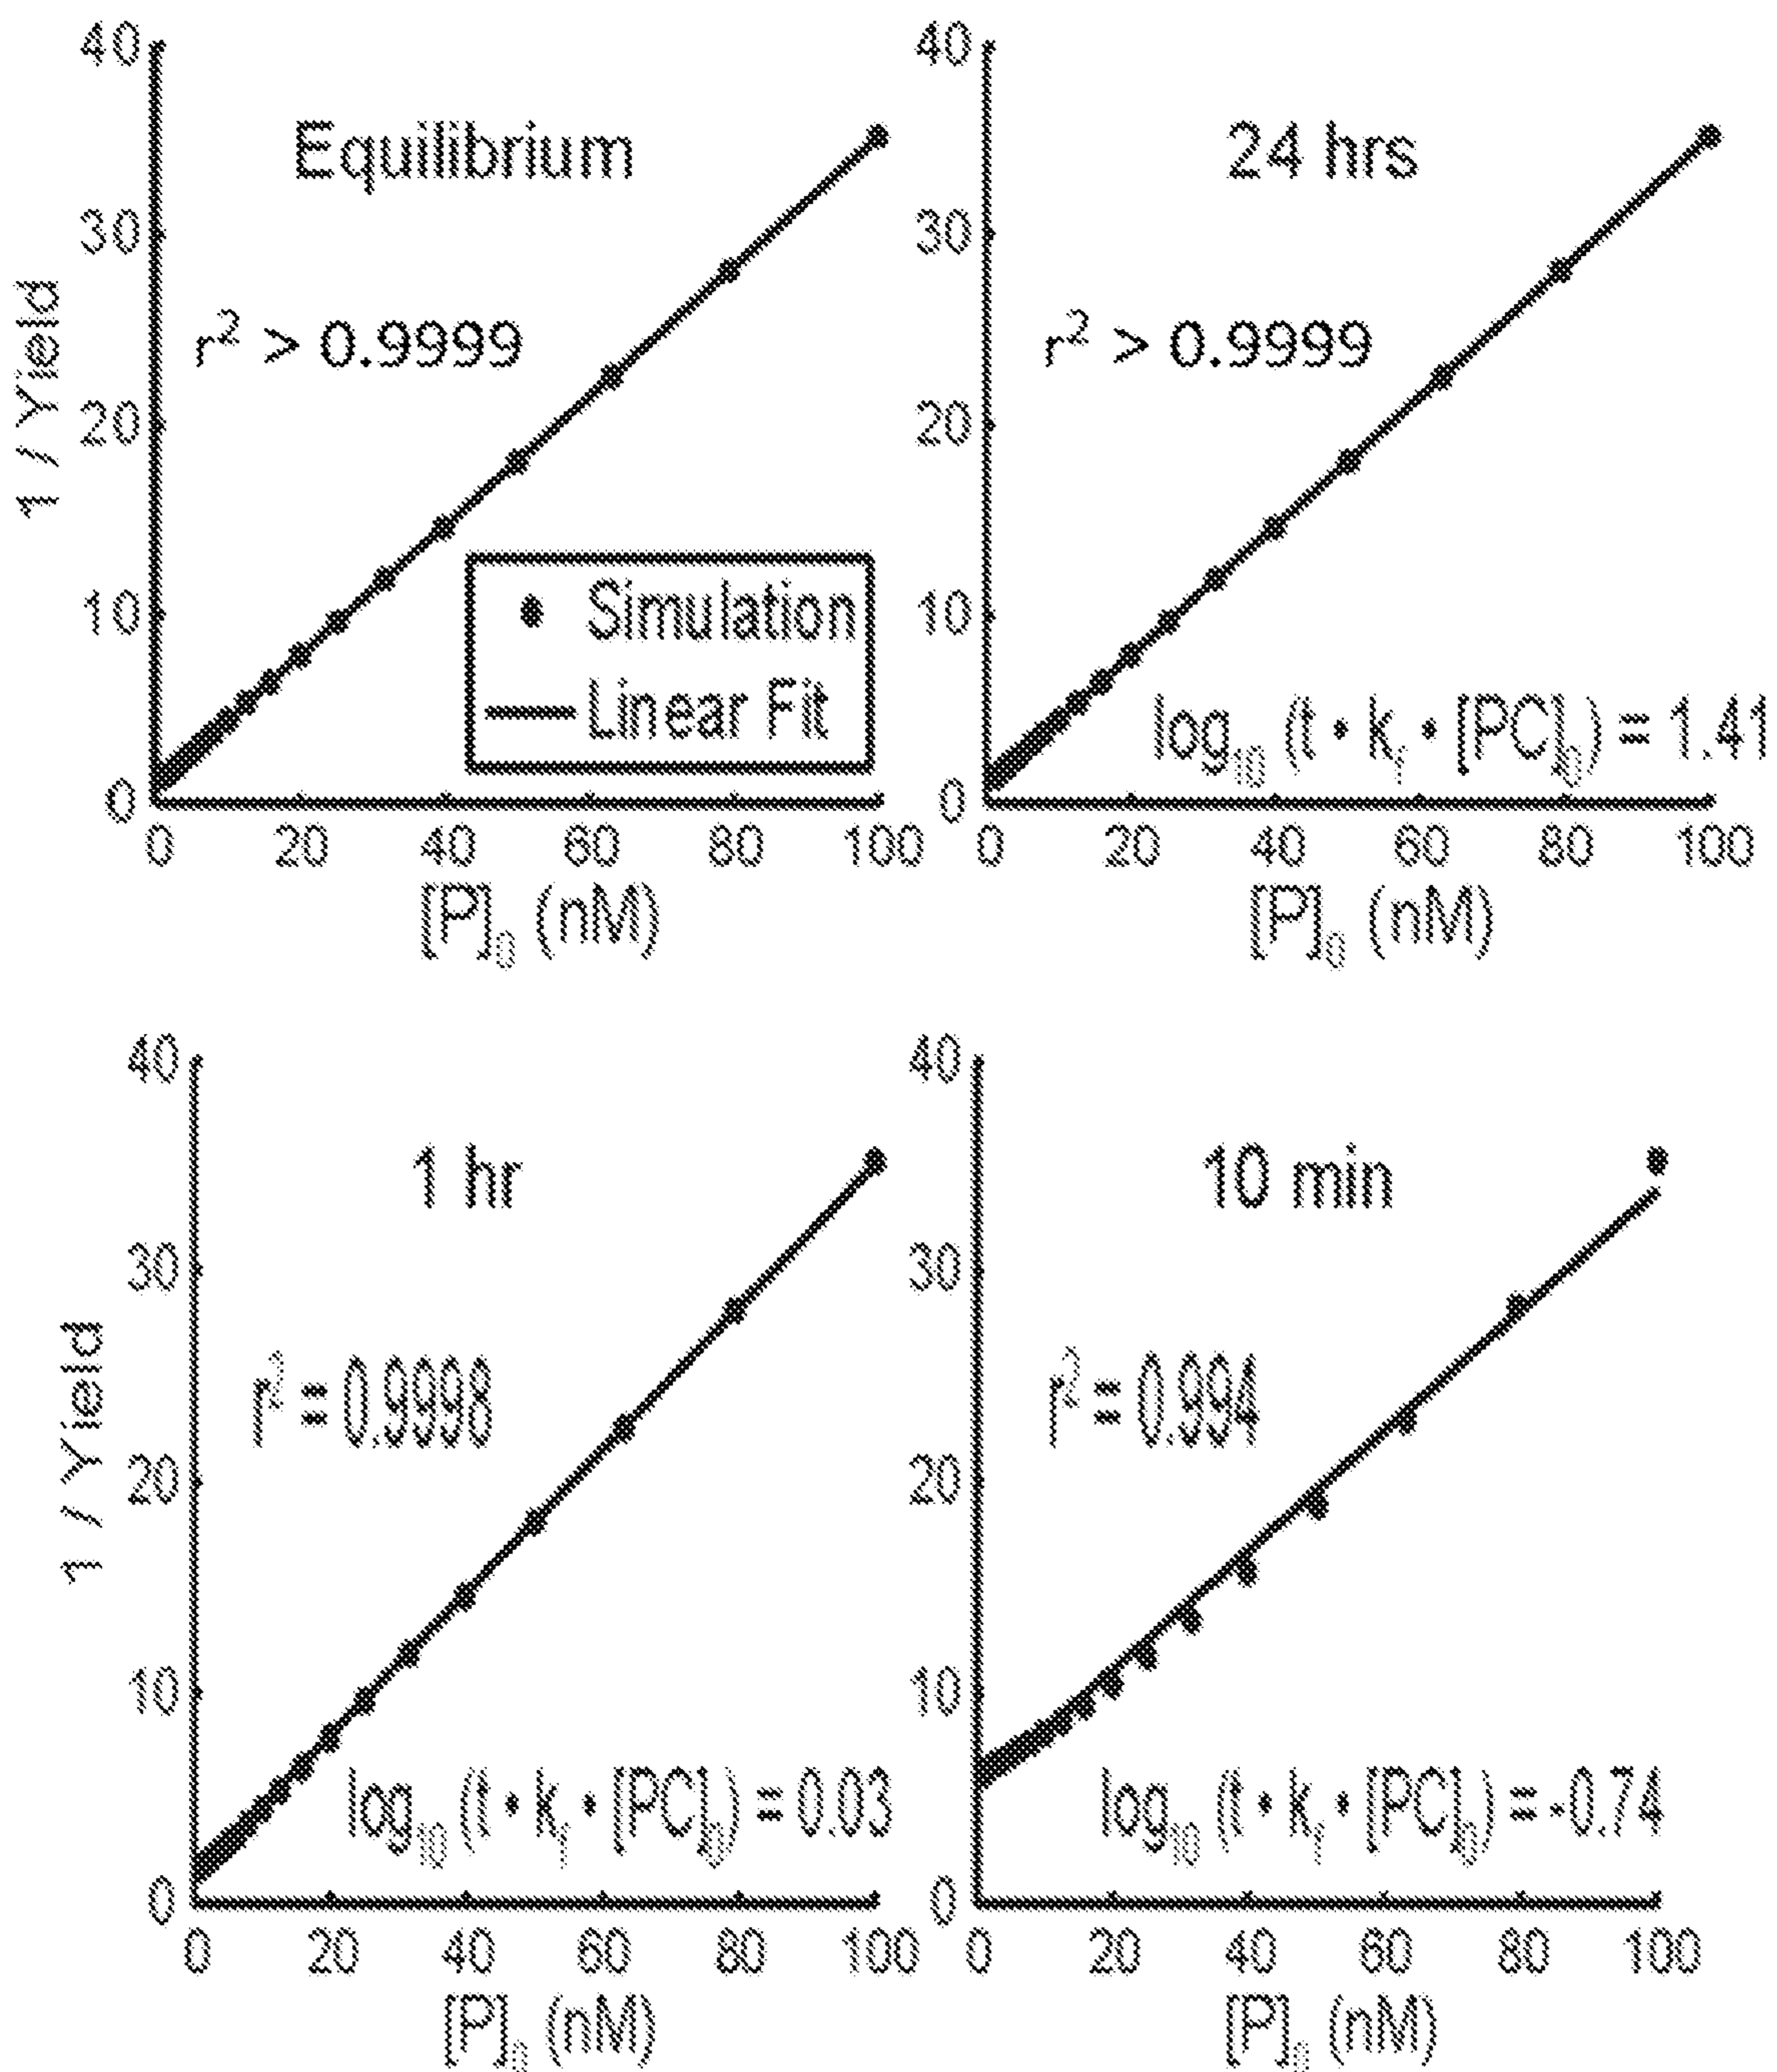 Equilibrium
r² > 0.9999
1 / Yield
40
30
20
10
0
Simulation
Linear Fit
0 20 40 60 80 100
[P]₀ (nM)
24 hrs
r² > 0.9999
40
30
20
10
0
log₁₀ (t • k_f • [PC]₀) = 1.41
0 20 40 60 80 100
[P]₀ (nM)
1 hr
r² = 0.9998
1 / Yield
40
30
20
10
0
log₁₀ (t • k_f • [PC]₀) = 0.03
0 20 40 60 80 100
[P]₀ (nM)
10 min
r² = 0.994
40
30
20
10
0
log₁₀ (t • k_f • [PC]₀) = -0.74
0 20 40 60 80 100
[P]₀ (nM)